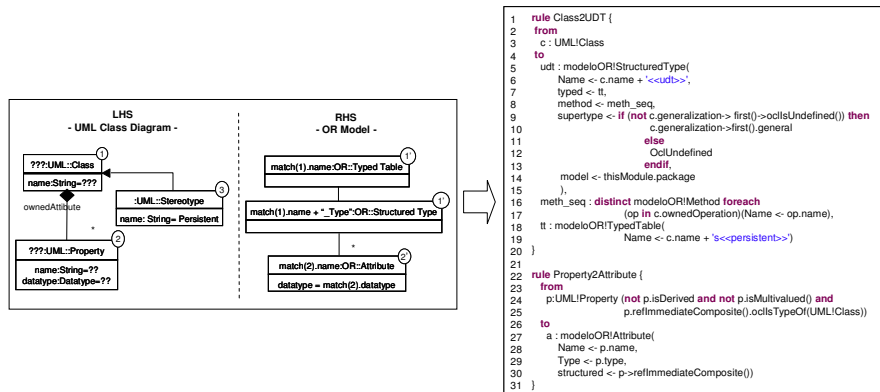 LHS
- UML Class Diagram -
1
???:UML::Class
name:String=???
3
:UML::Stereotype
name: String= Persistent
ownedAttibute
*
2
???:UML::Property
name:String=??
datatype:Datatype=??
RHS
- OR Model -
1'
match(1).name:OR::Typed Table
1'
match(1).name + "_Type":OR::Structured Type
*
2'
match(2).name:OR::Attribute
datatype = match(2).datatype
1 rule Class2UDT {
2 from
3 c : UML!Class
4 to
5 udt : modeloOR!StructuredType(
6 Name <- c.name + '<<udt>>',
7 typed <- tt,
8 method <- meth_seq,
9 supertype <- if (not c.generalization-> first()->oclIsUndefined()) then
10 c.generalization->first().general
11 else
12 OclUndefined
13 endif,
14 model <- thisModule.package
15 ),
16 meth_seq : distinct modeloOR!Method foreach
17 (op in c.ownedOperation)(Name <- op.name),
18 tt : modeloOR!TypedTable(
19 Name <- c.name + 's<<persistent>>')
20 }
21
22 rule Property2Attribute {
23 from
24 p:UML!Property (not p.isDerived and not p.isMultivalued() and
25 p.refImmediateComposite().oclIsTypeOf(UML!Class))
26 to
27 a : modeloOR!Attribute(
28 Name <- p.name,
29 Type <- p.type,
30 structured <- p->refImmediateComposite())
31 }